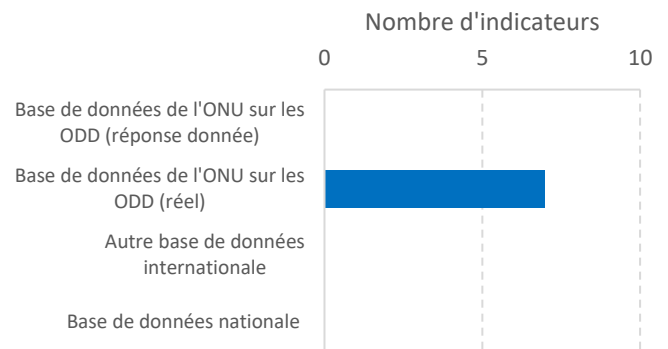 Nombre d'indicateurs
0 5 10
Base de données de l'ONU sur les
ODD (réponse donnée)
Base de données de l'ONU sur les
ODD (réel)
Autre base de données
internationale
Base de données nationale